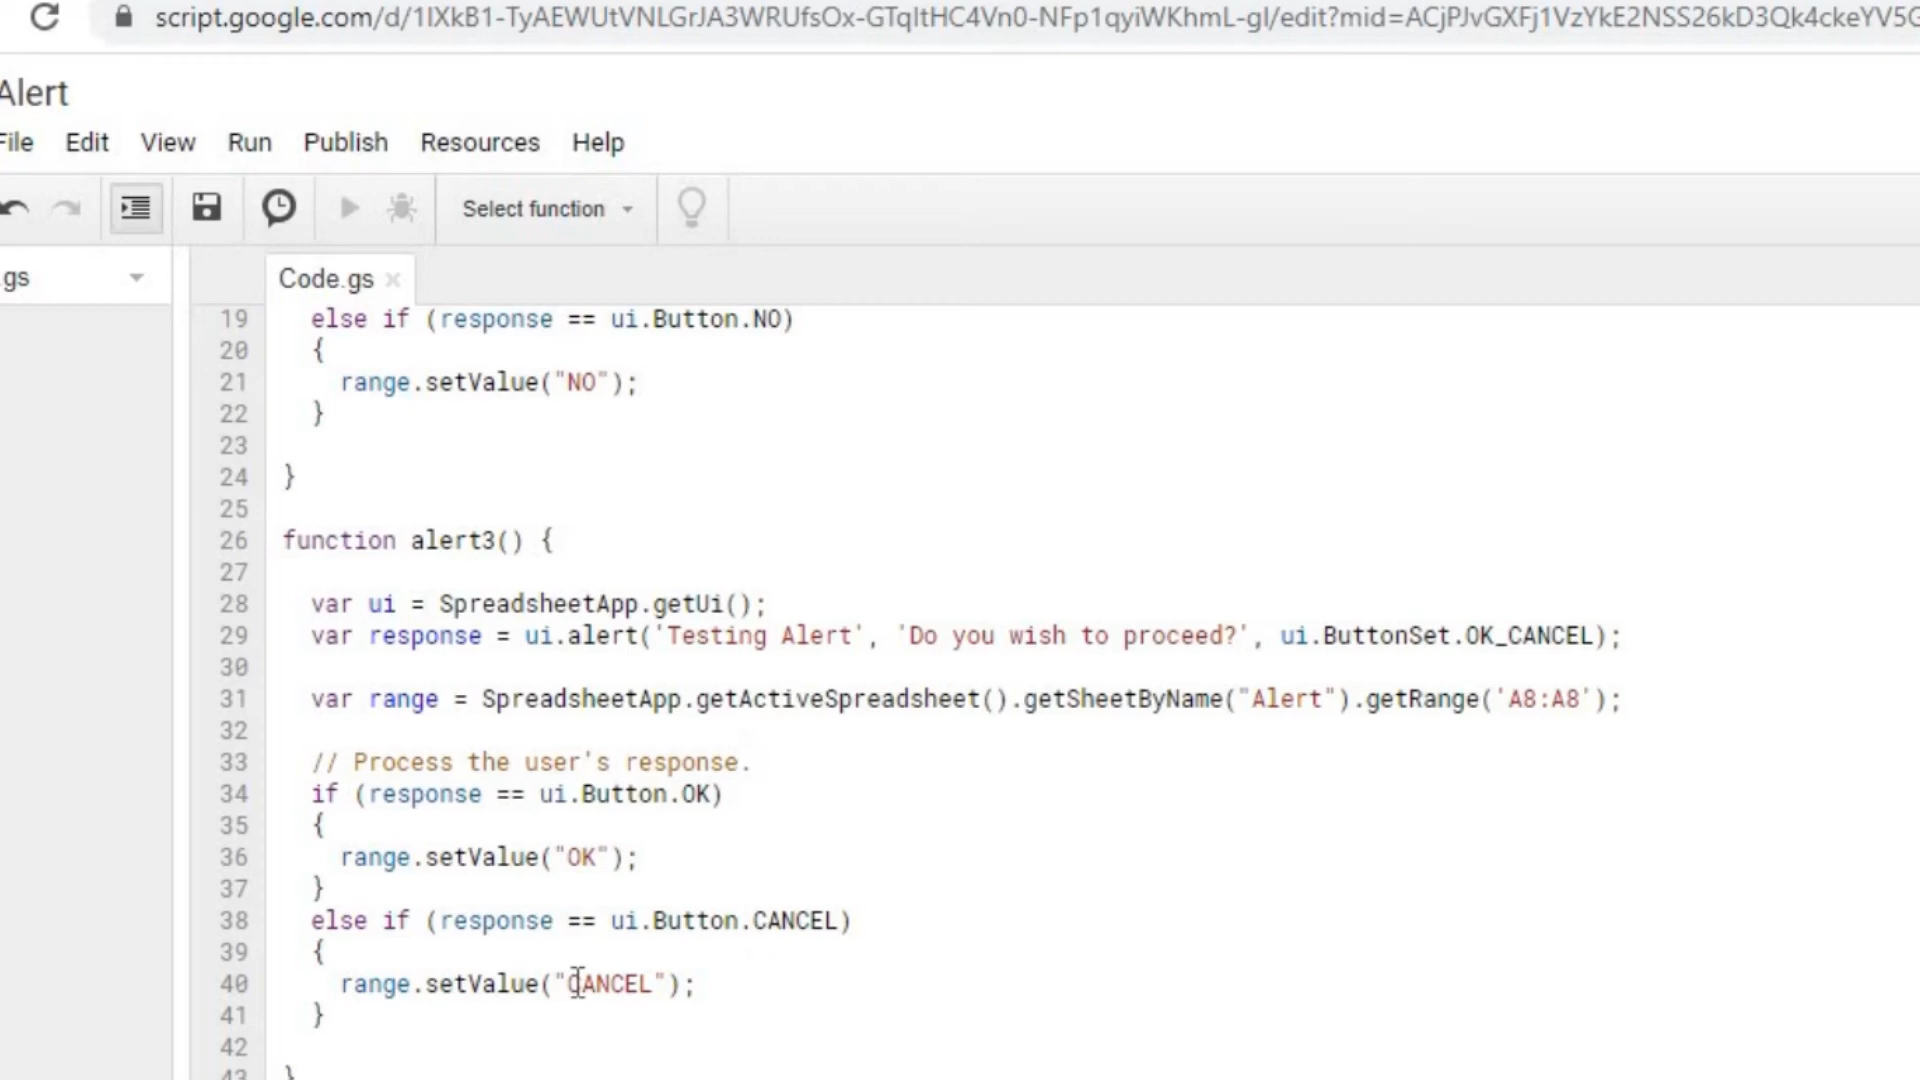 script.google.com/d/1IXkB1-TyAEWUtVNLGrJA3WRUfsOx-GTqItHC4Vn0-NFp1qyiWKhmL-gI/edit?mid=ACjPJvGXFj1VzYkE2NSS26kD3Qk4ckeYV5G
Alert
File Edit View Run Publish Resources Help
Select function
.gs
Code.gs
19 else if (response == ui.Button.NO)
20 {
21 range.setValue("NO");
22 }
23
24 }
25
26 function alert3() {
27
28 var ui = SpreadsheetApp.getUi();
29 var response = ui.alert('Testing Alert', 'Do you wish to proceed?', ui.ButtonSet.OK_CANCEL);
30
31 var range = SpreadsheetApp.getActiveSpreadsheet().getSheetByName("Alert").getRange('A8:A8');
32
33 // Process the user's response.
34 if (response == ui.Button.OK)
35 {
36 range.setValue("OK");
37 }
38 else if (response == ui.Button.CANCEL)
39 {
40 range.setValue("CANCEL");
41 }
42
43 }